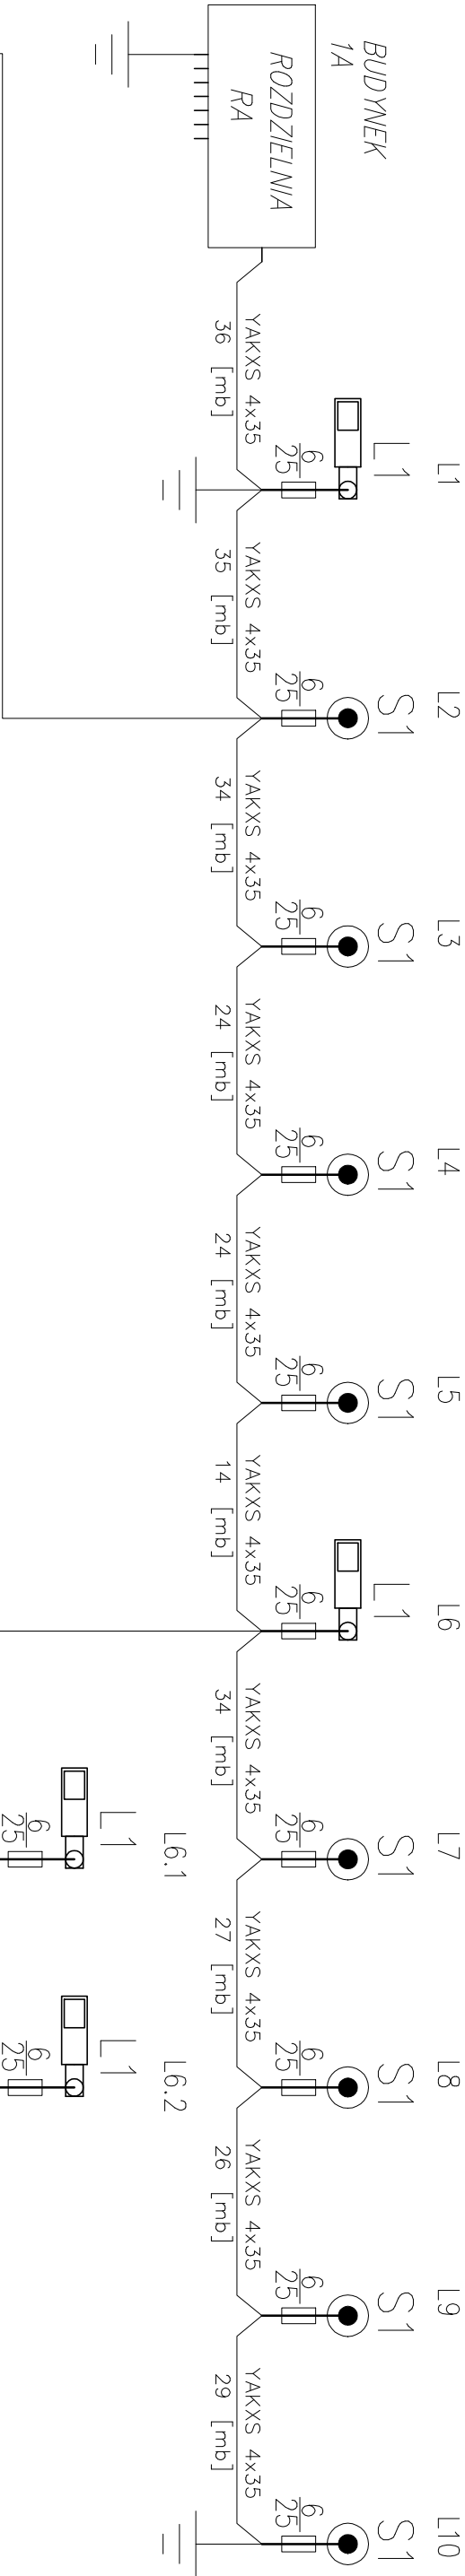 BUDYNEK
1A
ROZDZIELNIA
RA
YAKXS 4x35
36 [mb]
L1
L1
6
25
YAKXS 4x35
35 [mb]
L2
S1
6
25
YAKXS 4x35
34 [mb]
L3
S1
6
25
YAKXS 4x35
24 [mb]
L4
S1
6
25
YAKXS 4x35
24 [mb]
L5
S1
6
25
YAKXS 4x35
14 [mb]
L6
L1
6
25
YAKXS 4x35
34 [mb]
L7
S1
6
25
YAKXS 4x35
27 [mb]
L8
S1
6
25
YAKXS 4x35
26 [mb]
L9
S1
6
25
YAKXS 4x35
29 [mb]
L10
S1
6
25
L6.1
L1
6
25
L6.2
L1
6
25